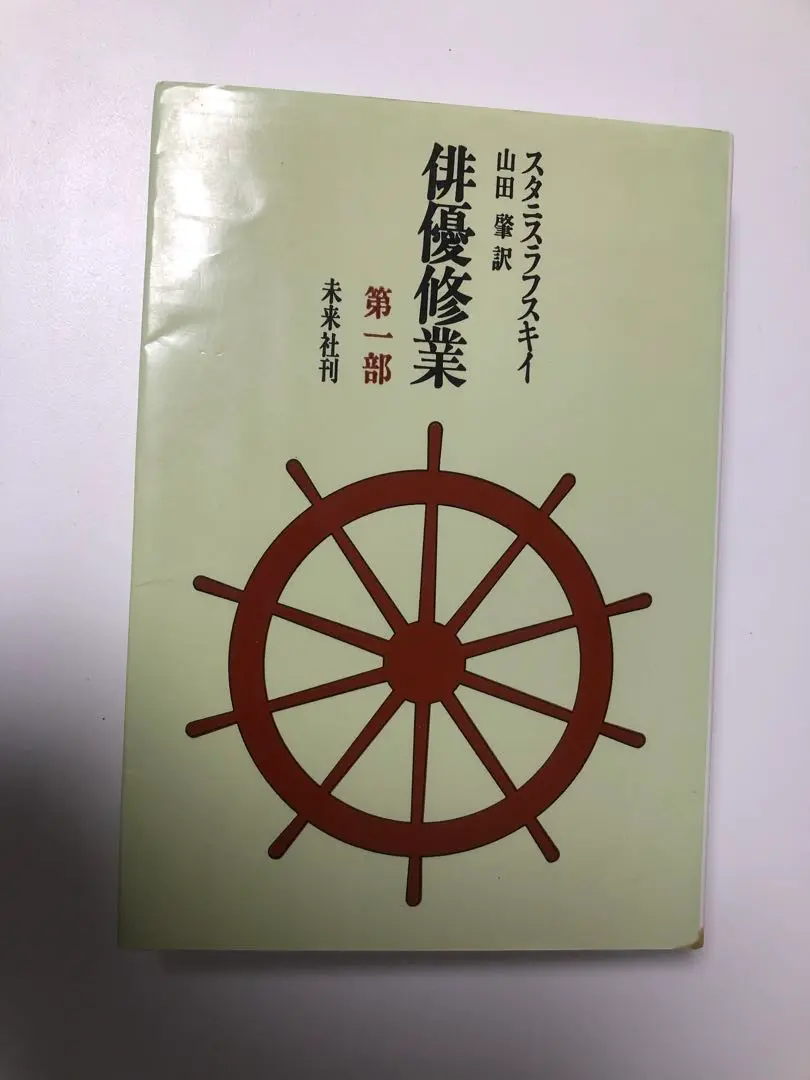 スタニスラフスキイ
山田 肇 訳
俳優修業
第一部
未来社刊